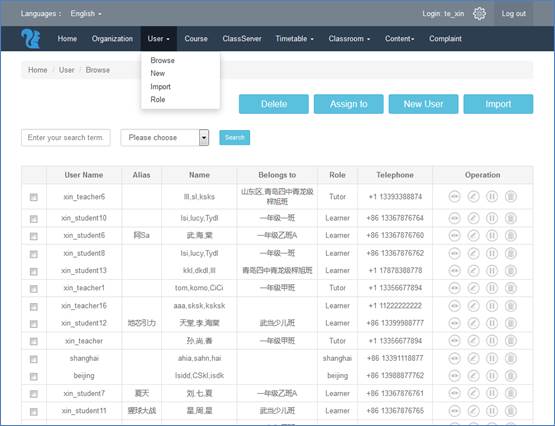 Languages : English Login: te_xin Log out
Home Organization User Course ClassServer Timetable Classroom Content Complaint
Browse
New
Import
Role
Home / User / Browse
Delete Assign to New User Import
Enter your search term. Please choose Search
User Name Alias Name Belongs to Role Telephone Operation
xin_teacher6 lll,sl,ksks 山东区,青岛四中青龙级
梓旭班 Tutor +1 13393388874
xin_student10 lsi,lucy,Tydl 一年级一班 Learner +86 13367876764
xin_student6 阿Sa 武,海,棠 一年级乙班A Learner +86 13367876760
xin_student8 lsi,lucy,Tydl 一年级一班 Learner +86 13367876762
xin_student13 kkl,dkdl,lll 青岛四中青龙级梓旭班 Learner +1 17878388778
xin_teacher1 tom,komo,CiCi 一年级甲班 Tutor +1 13356677894
xin_teacher16 aaa,sksk,ksksk +1 11222222222
xin_student12 地芯引力 天堂,李,海棠 武当少儿班 Learner +86 13399988777
xin_teacher 孙,尚,香 一年级甲班 Tutor +1 13356677894
shanghai ahia,sahn,hai shanghai +86 13391118877
beijing lsidd,CSkl,isdk beijing +86 13988877762
xin_student7 夏天 刘,七,夏 一年级乙班A Learner +86 13367876761
xin_student11 猩球大战 星,周,星 武当少儿班 Learner +86 13367876765